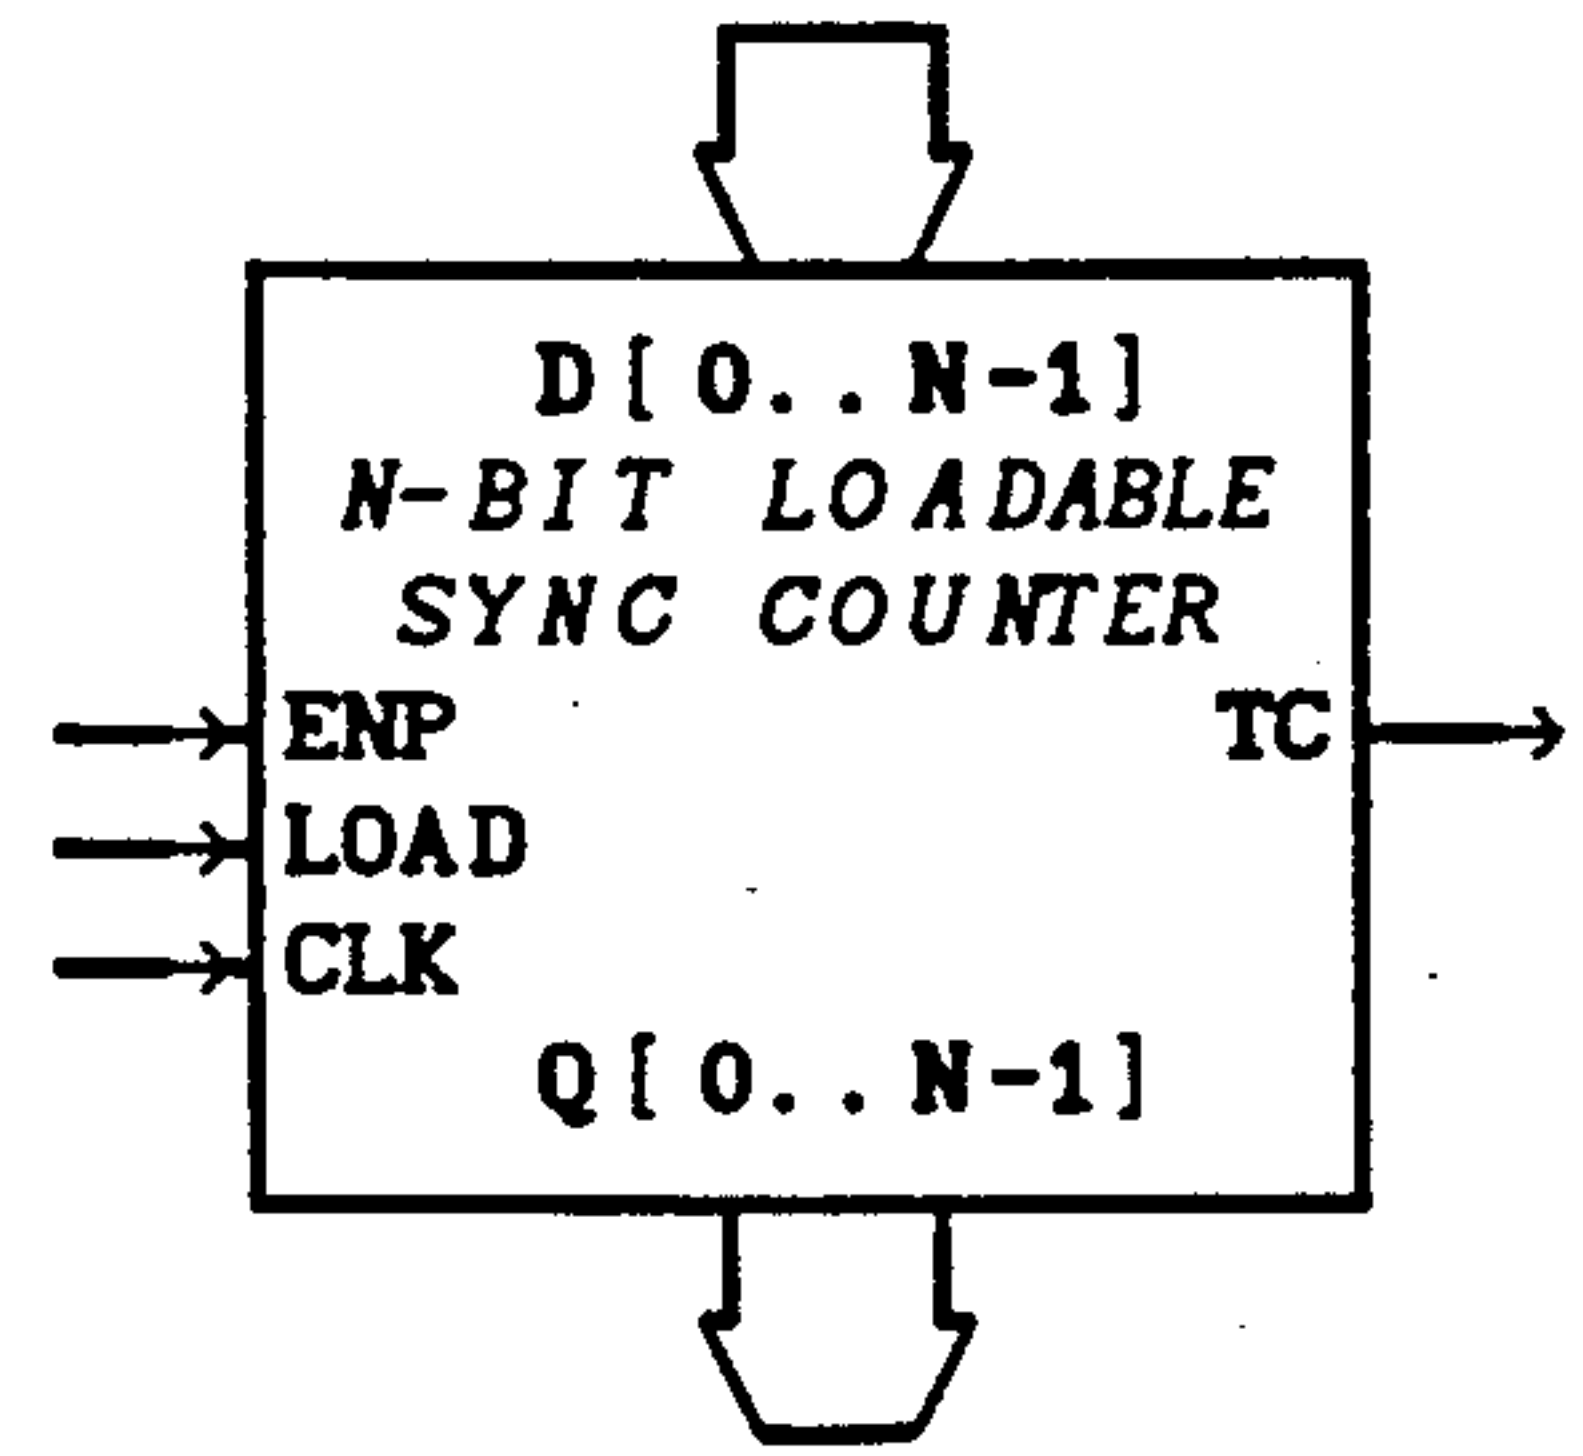 D[0..N-1]
N-BIT LOADABLE
SYNC COUNTER
ENP TC
LOAD
CLK
Q[0..N-1]